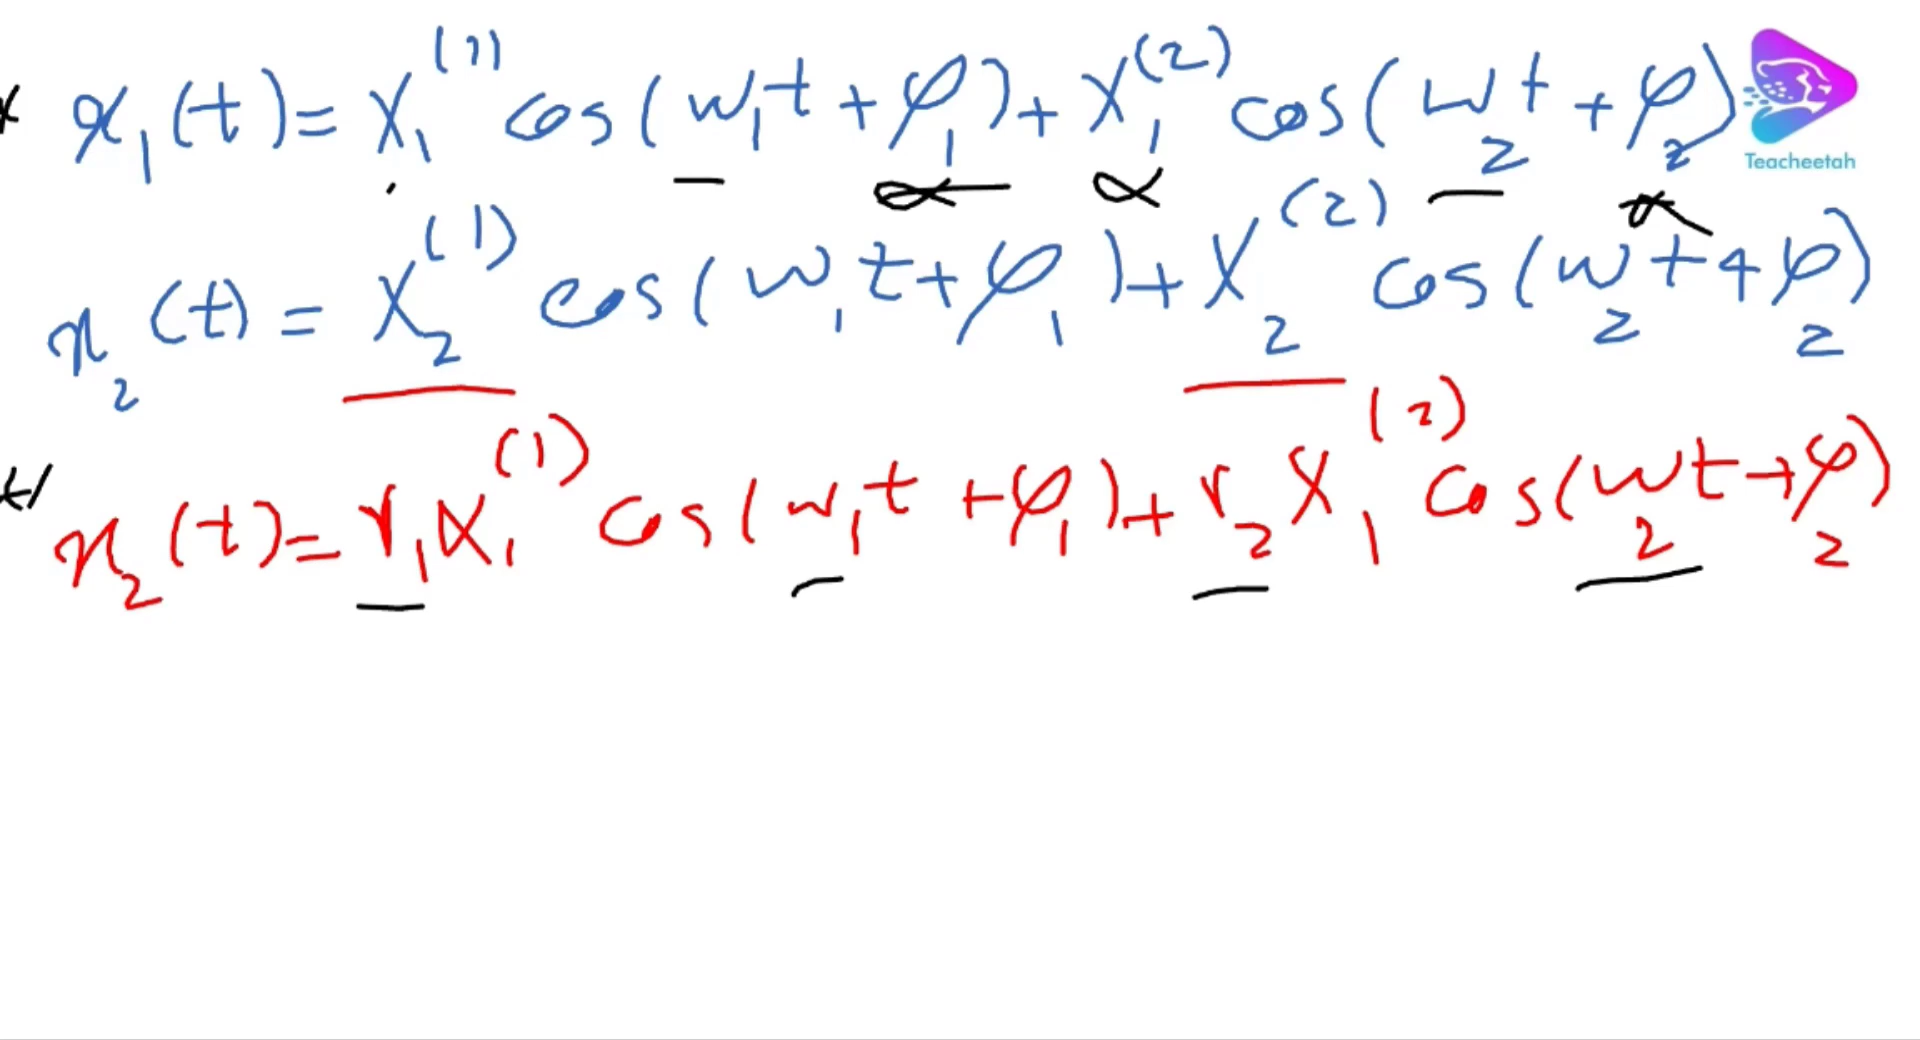 x₁(t) = X₁⁽¹⁾ cos(ω₁t + φ₁) + X₁⁽²⁾ cos(ω₂t + φ₂)
Teacheetah
x₂(t) = X₂⁽¹⁾ cos(ω₁t + φ₁) + X₂⁽²⁾ cos(ω₂t + φ₂)
x₂(t) = r₁X₁⁽¹⁾ cos(ω₁t + φ₁) + r₂X₁⁽²⁾ cos(ω₂t + φ₂)